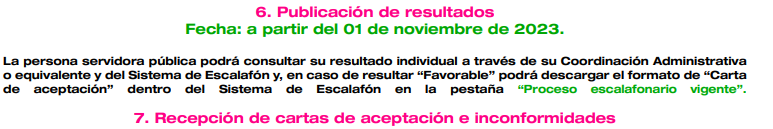 6. Publicación de resultados
Fecha: a partir del 01 de noviembre de 2023.
La persona servidora pública podrá consultar su resultado individual a través de su Coordinación Administrativa
o equivalente y del Sistema de Escalafón y, en caso de resultar “Favorable” podrá descargar el formato de “Carta
de aceptación” dentro del Sistema de Escalafón en la pestaña “Proceso escalafonario vigente”.
7. Recepción de cartas de aceptación e inconformidades